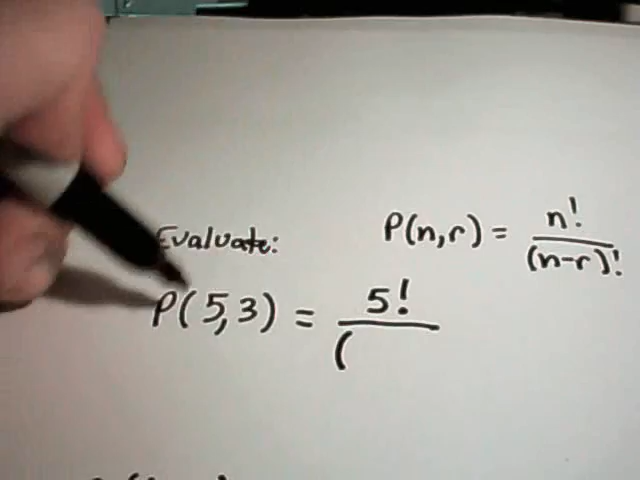 Evaluate:
P(n,r) = n!/(n-r)!
P(5,3) = 5!/(